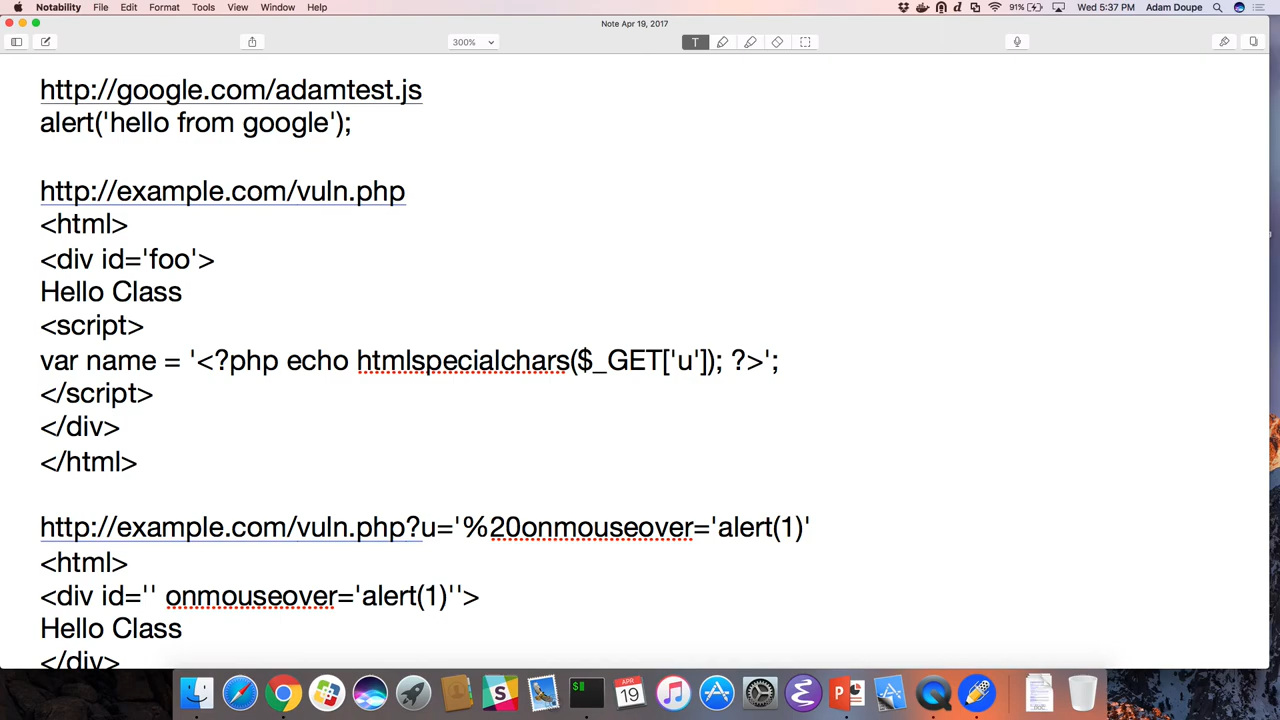 Notability File Edit Format Tools View Window Help 91% Wed 5:37 PM Adam Doupe
Note Apr 19, 2017
300% T
http://google.com/adamtest.js
alert('hello from google');
http://example.com/vuln.php
<html>
<div id='foo'>
Hello Class
<script>
var name = '<?php echo htmlspecialchars($_GET['u']); ?>';
</script>
</div>
</html>
http://example.com/vuln.php?u='%20onmouseover='alert(1)'
<html>
<div id='' onmouseover='alert(1)''>
Hello Class
</div>
APR
19